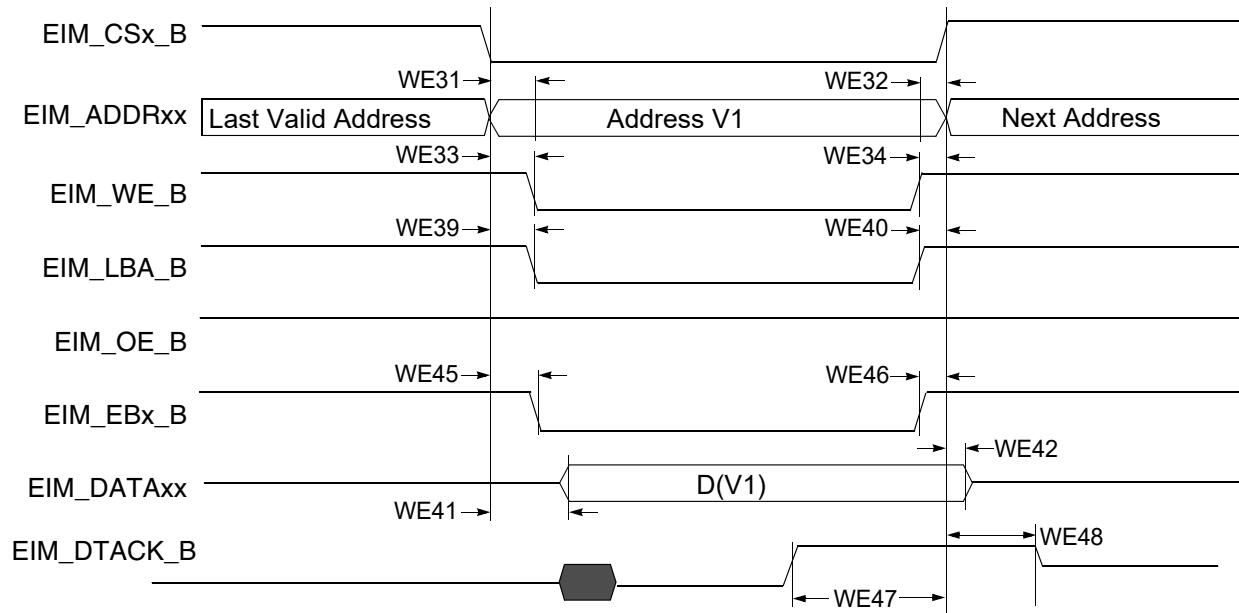 EIM_CSx_B
WE31
WE32
EIM_ADDRxx
Last Valid Address
Address V1
Next Address
WE33
WE34
EIM_WE_B
WE39
WE40
EIM_LBA_B
EIM_OE_B
WE45
WE46
EIM_EBx_B
WE42
EIM_DATAxx
D(V1)
WE41
EIM_DTACK_B
WE48
WE47